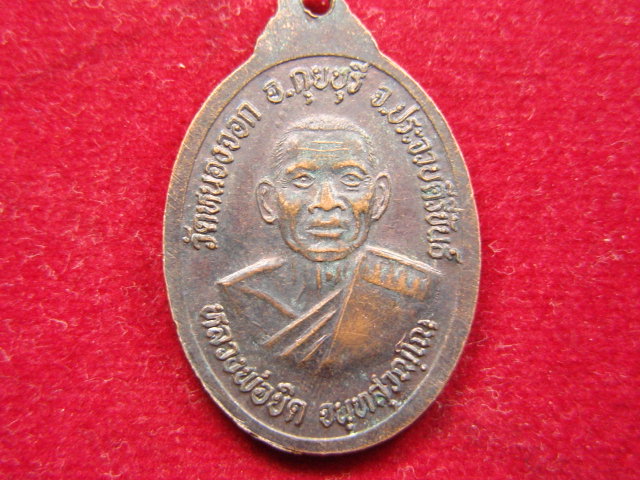 วัดหนองจอก อ.กุยบุรี จ.ประจวบคีรีขันธ์
หลวงพ่อยิด จนฺทสุวณฺโณ